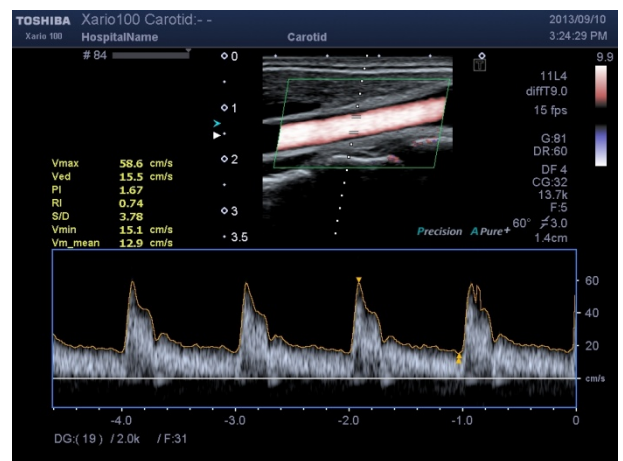 TOSHIBA Xario100 Carotid:- - 2013/09/10
Xario 100 HospitalName Carotid 3:24:29 PM
# 84 0 T 9.9
11L4
diffT9.0
1 15 fps
G:81
DR:60
2
Vmax 58.6 cm/s
Ved 15.5 cm/s
PI 1.67
RI 0.74
S/D 3.78
Vmin 15.1 cm/s
Vm_mean 12.9 cm/s
DF 4
CG:32
13.7k
3 F:5
60° 3.0
Precision APure+
3.5 1.4cm
60
40
20
cm/s
-4.0 -3.0 -2.0 -1.0 0
DG:( 19 ) / 2.0k / F:31